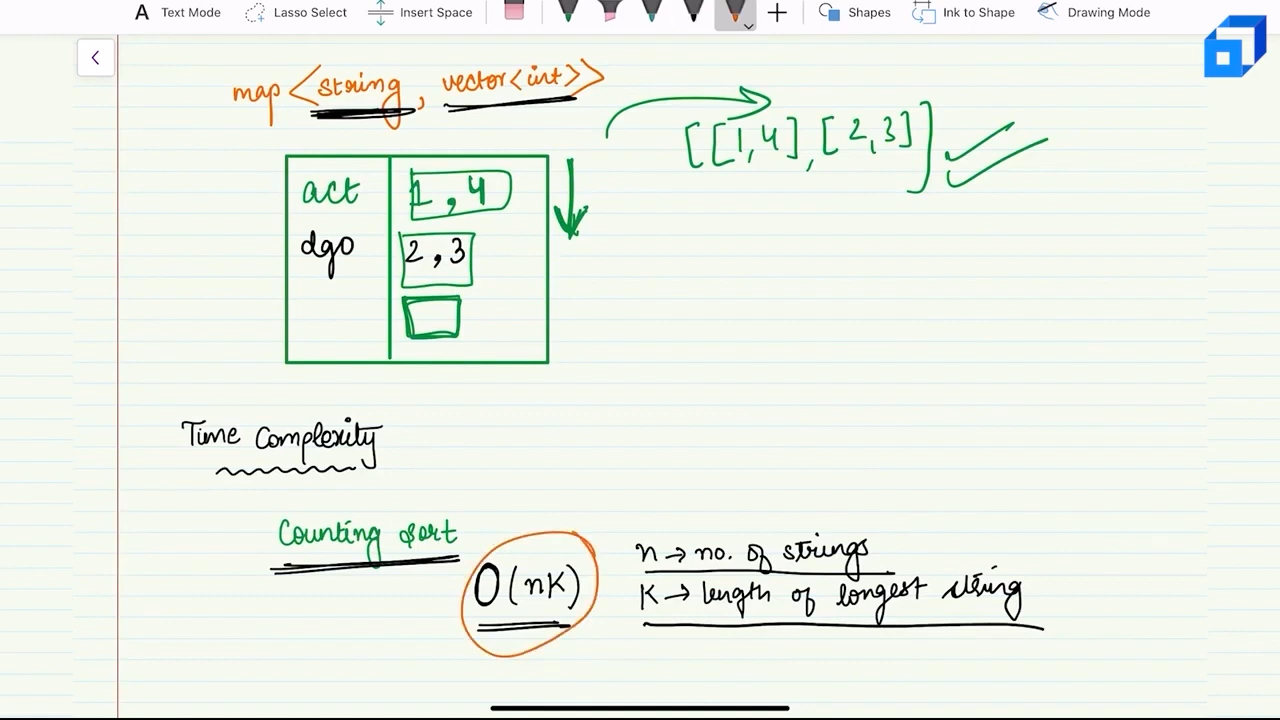 A Text Mode Lasso Select Insert Space Shapes Ink to Shape Drawing Mode
map <string, vector<int>>
[[1,4],[2,3]]
act 1,4
dgo 2,3
Time Complexity
Counting sort
O(nK)
n → no. of strings
K → length of longest string